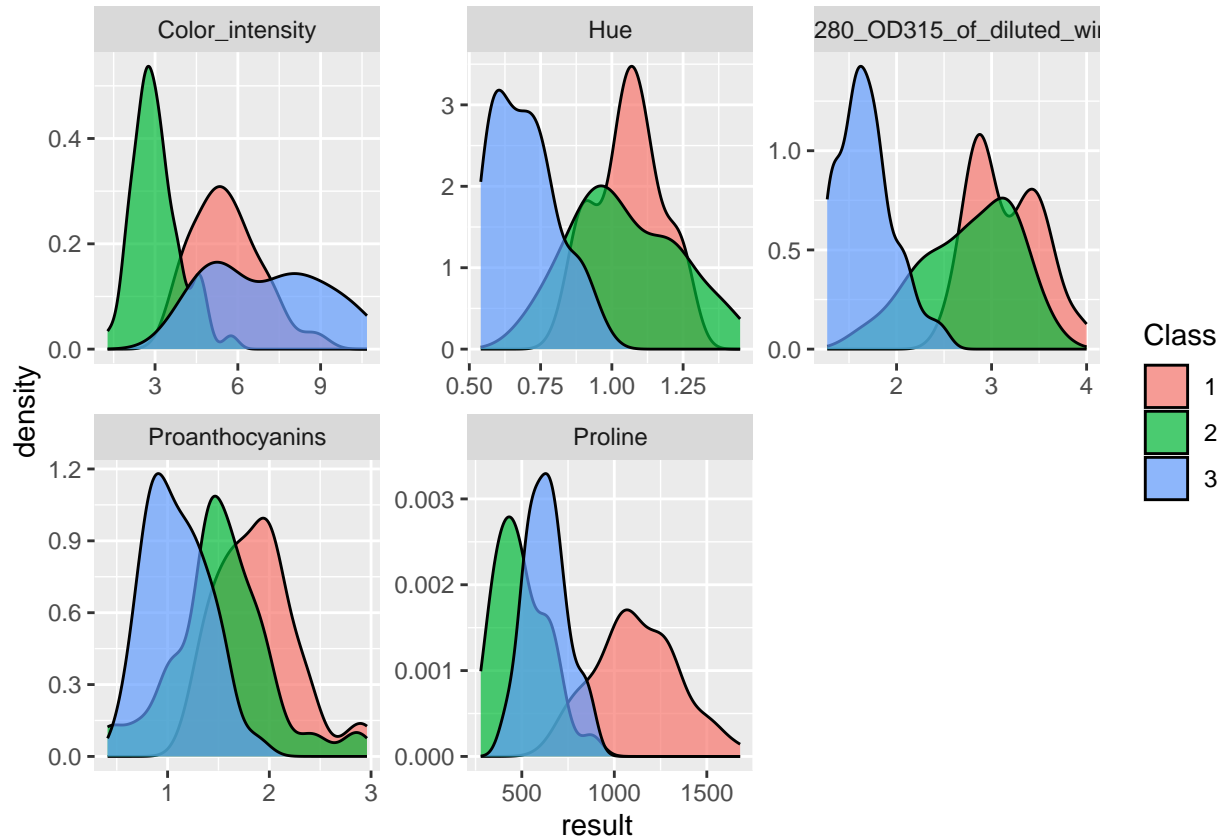 Color_intensity
Hue
280_OD315_of_diluted_wi
0.4
0.2
0.0
3
2
1
0
1.0
0.5
0.0
3 6 9
0.50 0.75 1.00 1.25
2 3 4
density
Class
1
2
3
Proanthocyanins
Proline
1.2
0.9
0.6
0.3
0.0
0.003
0.002
0.001
0.000
1 2 3
500 1000 1500
result